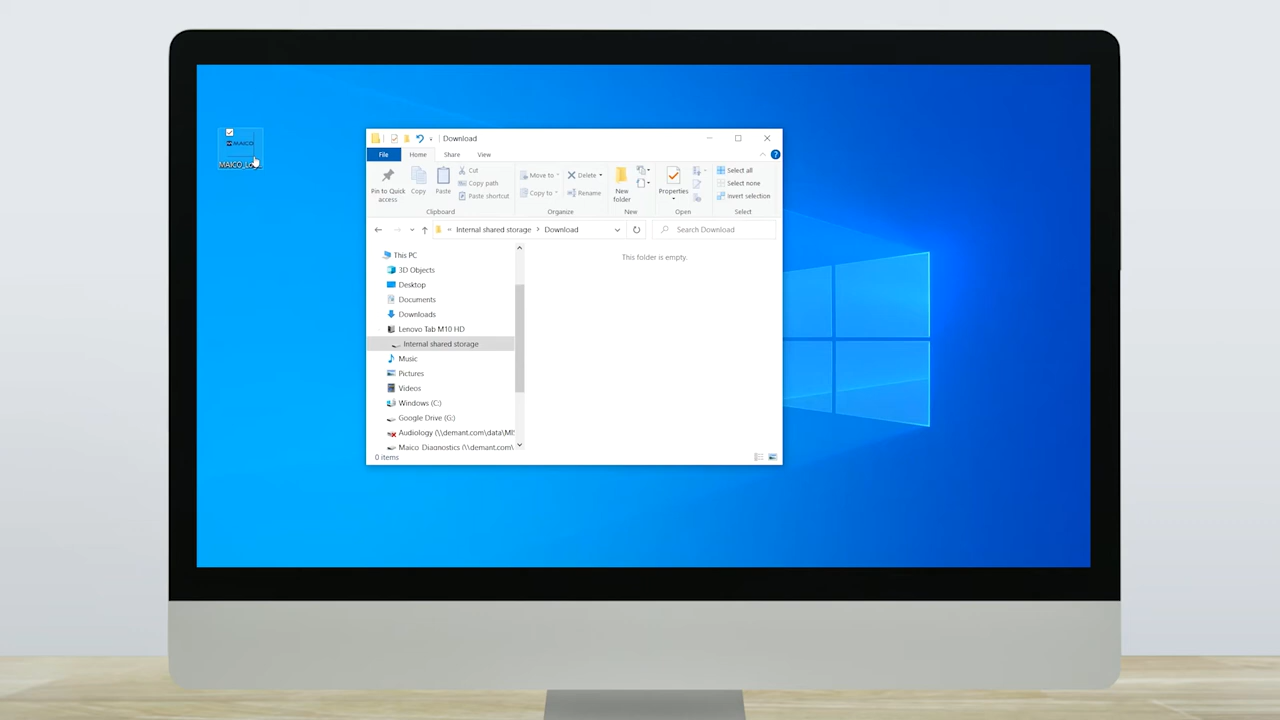 MAICO
MAICO_Lo
Download
File
Home
Share
View
Pin to Quick access
Copy
Paste
Cut
Copy path
Paste shortcut
Move to
Copy to
Delete
Rename
New folder
Properties
Select all
Select none
Invert selection
Clipboard
Organize
New
Open
Select
« Internal shared storage > Download
Search Download
This PC
3D Objects
Desktop
Documents
Downloads
Lenovo Tab M10 HD
Internal shared storage
Music
Pictures
Videos
Windows (C:)
Google Drive (G:)
Audiology (\\demant.com\data\MI
Maico_Diagnostics (\\demant.com\
This folder is empty.
0 items